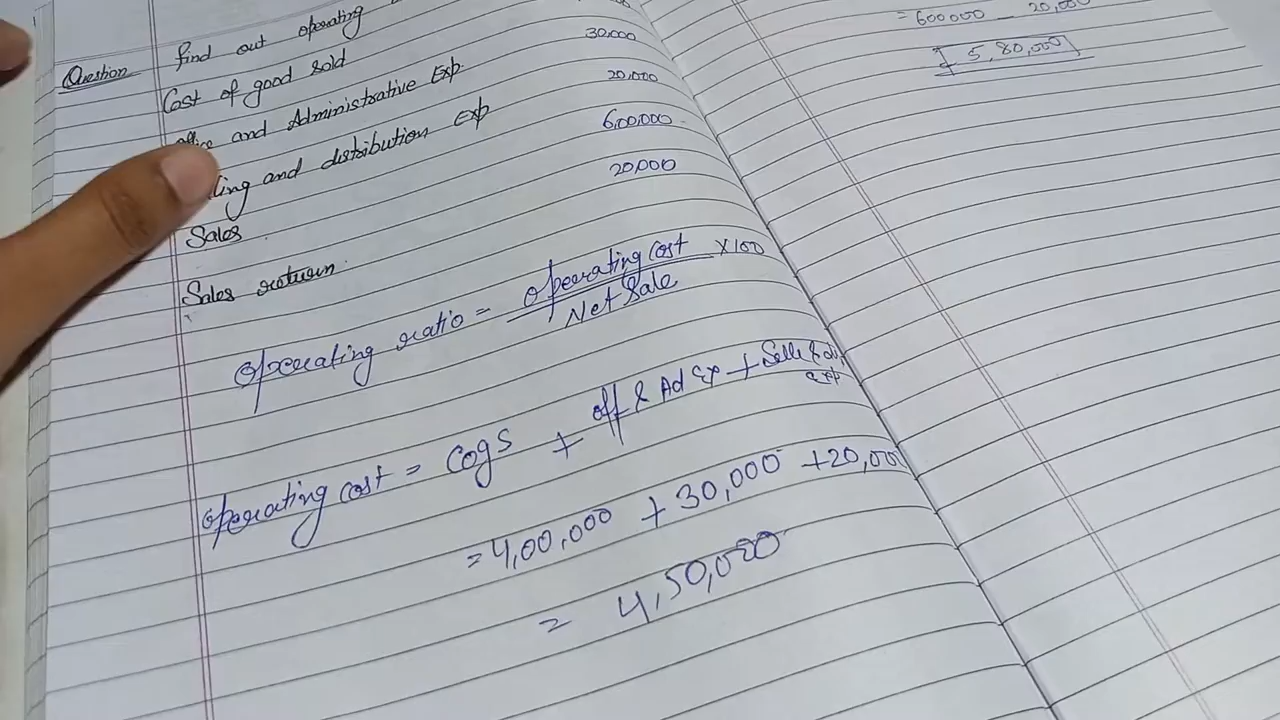 Question find out operating
Cost of good sold
office and Administrative Exp. 30,000
ling and distribution Exp 20,000
Sales 6,00,000
Sales return 20,000
operating ratio = operating cost / Net Sale × 100
operating cost = Cogs + off & Ad Exp + Selle & dis exp
= 4,00,000 + 30,000 + 20,000
= 4,50,000
= 600000 - 20,000
₹ 5,80,000